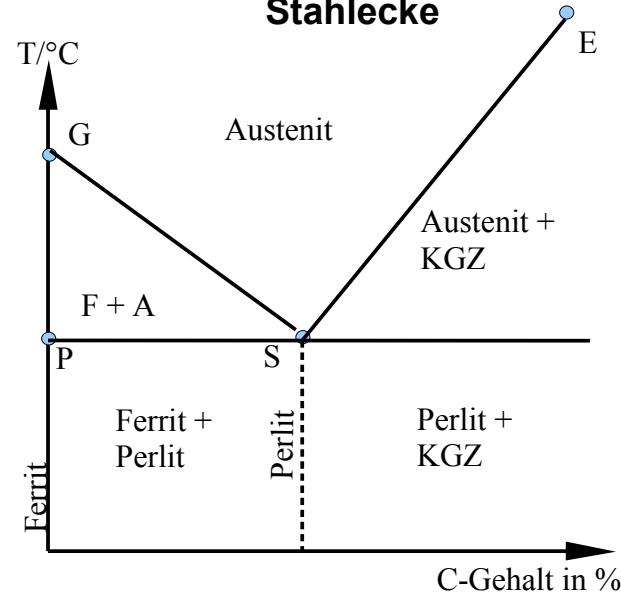 Stahlecke
T/°C
E
G
Austenit
Austenit +
KGZ
F + A
P
S
Ferrit +
Perlit
Perlit
Perlit +
KGZ
Ferrit
C-Gehalt in %